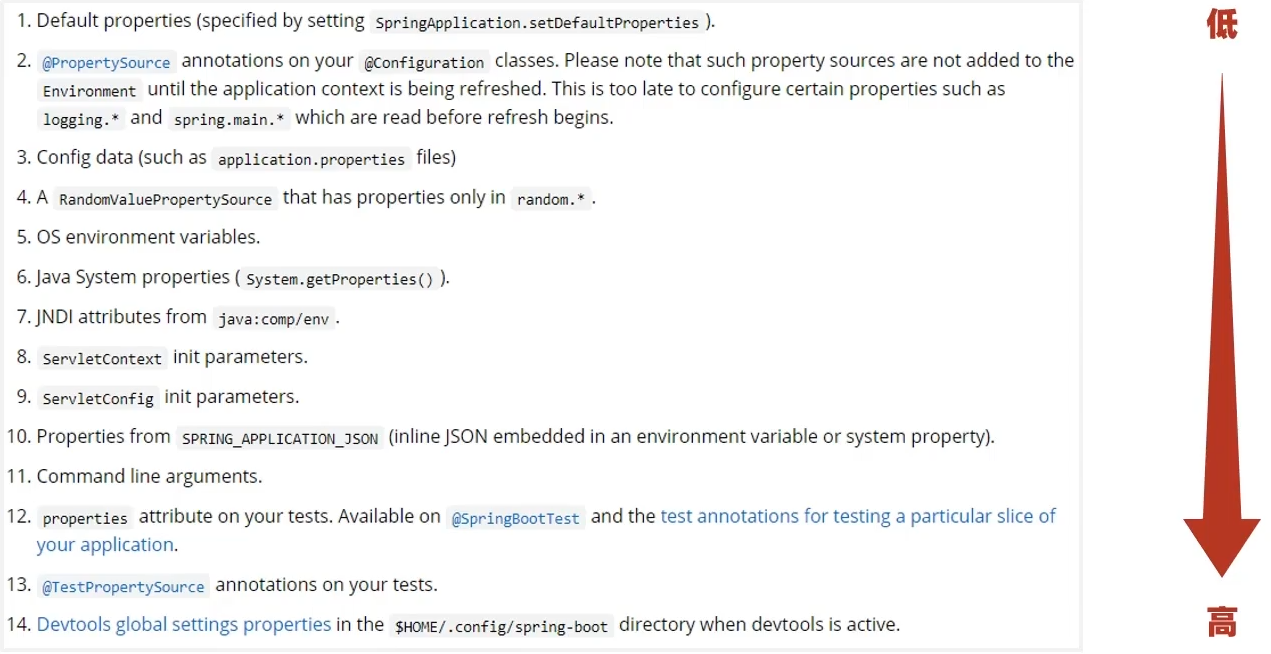 1. Default properties (specified by setting SpringApplication.setDefaultProperties ).
2. @PropertySource annotations on your @Configuration classes. Please note that such property sources are not added to the
Environment until the application context is being refreshed. This is too late to configure certain properties such as
logging.* and spring.main.* which are read before refresh begins.
3. Config data (such as application.properties files)
4. A RandomValuePropertySource that has properties only in random.* .
5. OS environment variables.
6. Java System properties ( System.getProperties() ).
7. JNDI attributes from java:comp/env .
8. ServletContext init parameters.
9. ServletConfig init parameters.
10. Properties from SPRING_APPLICATION_JSON (inline JSON embedded in an environment variable or system property).
11. Command line arguments.
12. properties attribute on your tests. Available on @SpringBootTest and the test annotations for testing a particular slice of
your application.
13. @TestPropertySource annotations on your tests.
14. Devtools global settings properties in the $HOME/.config/spring-boot directory when devtools is active.
低
高